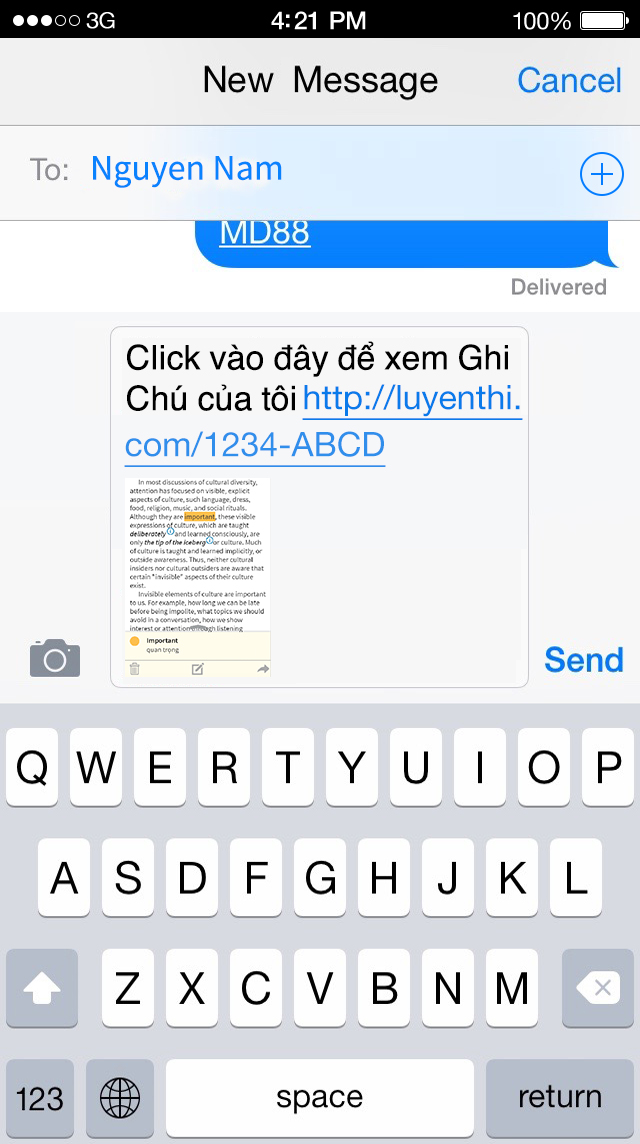 3G 4:21 PM 100%
New Message Cancel
To: Nguyen Nam
MD88
Delivered
Click vào đây để xem Ghi
Chú của tôi http://luyenthi.
com/1234-ABCD
In most discussions of cultural diversity,
attention has focused on visible, explicit
aspects of culture, such language, dress,
food, religion, music, and social rituals.
Although they are important, these visible
expressions of culture, which are taught
deliberately and learned consciously, are
only the tip of the iceberg of culture. Much
of culture is taught and learned implicitly, or
outside awareness. Thus, neither cultural
insiders nor cultural outsiders are aware that
certain "invisible" aspects of their culture
exist.
Invisible elements of culture are important
to us. For example, how long we can be late
before being impolite, what topics we should
avoid in a conversation, how we show
interest or attention through listening
Important
quan trọng
Send
Q W E R T Y U I O P
A S D F G H J K L
Z X C V B N M
123 space return